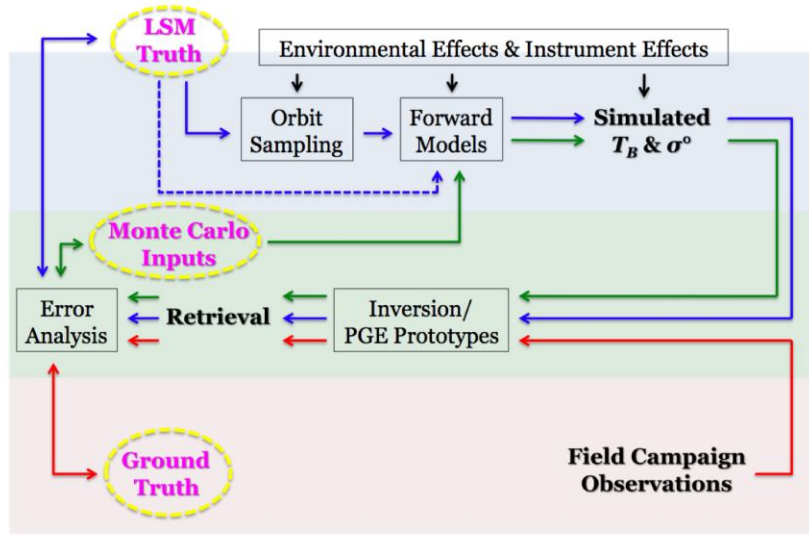 LSM
Truth
Environmental Effects & Instrument Effects
Orbit
Sampling
Forward
Models
Simulated
T_B & σ°
Monte Carlo
Inputs
Error
Analysis
Retrieval
Inversion/
PGE Prototypes
Ground
Truth
Field Campaign
Observations